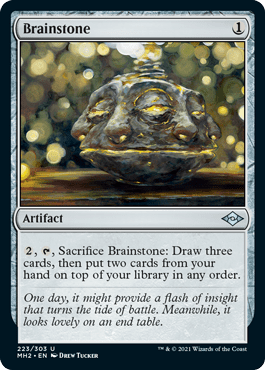 Brainstone 1
Artifact
2, T, Sacrifice Brainstone: Draw three
cards, then put two cards from your
hand on top of your library in any order.
One day, it might provide a flash of insight
that turns the tide of battle. Meanwhile, it
looks lovely on an end table.
223/303 U
MH2 • EN DREW TUCKER ™ & © 2021 Wizards of the Coast